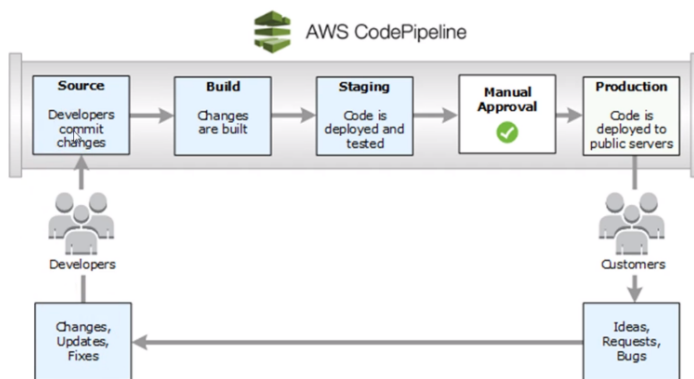 AWS CodePipeline
Source
Developers
commit
changes
Build
Changes
are built
Staging
Code is
deployed and
tested
Manual
Approval
Production
Code is
deployed to
public servers
Developers
Customers
Changes,
Updates,
Fixes
Ideas,
Requests,
Bugs